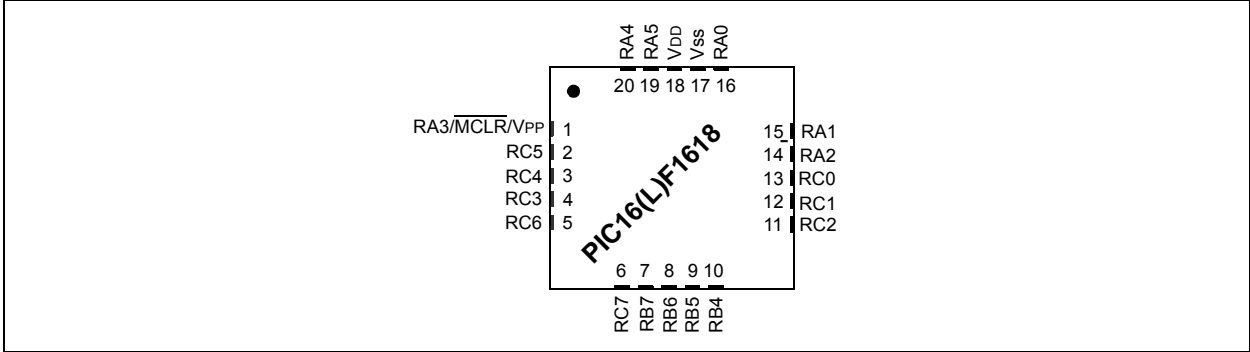 RA4 RA5 VDD Vss RA0
20 19 18 17 16
RA3/MCLR/VPP 1
RC5 2
RC4 3
RC3 4
RC6 5
PIC16(L)F1618
15 RA1
14 RA2
13 RC0
12 RC1
11 RC2
6 7 8 9 10
RC7 RB7 RB6 RB5 RB4